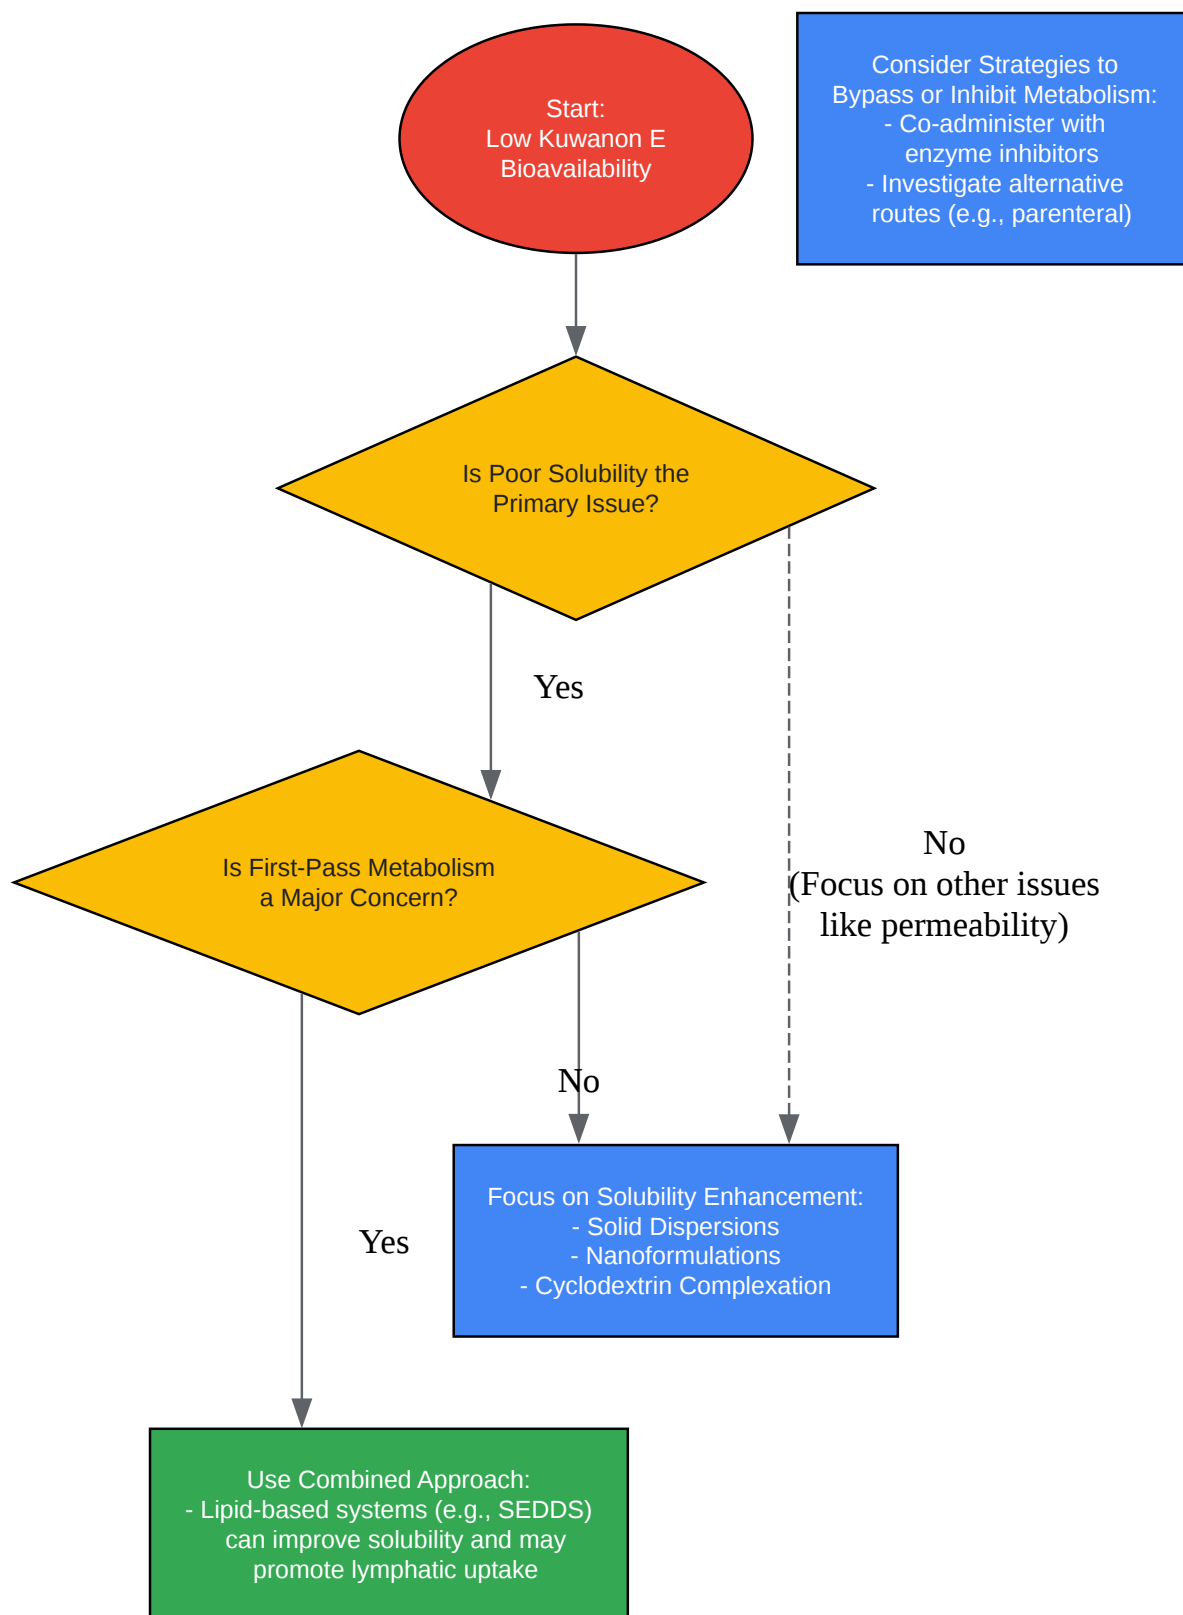 Start:
Low Kuwanon E
Bioavailability
Consider Strategies to
Bypass or Inhibit Metabolism:
- Co-administer with
enzyme inhibitors
- Investigate alternative
routes (e.g., parenteral)
Is Poor Solubility the
Primary Issue?
Yes
No
(Focus on other issues
like permeability)
Is First-Pass Metabolism
a Major Concern?
No
Yes
Focus on Solubility Enhancement:
- Solid Dispersions
- Nanoformulations
- Cyclodextrin Complexation
Use Combined Approach:
- Lipid-based systems (e.g., SEDDS)
can improve solubility and may
promote lymphatic uptake